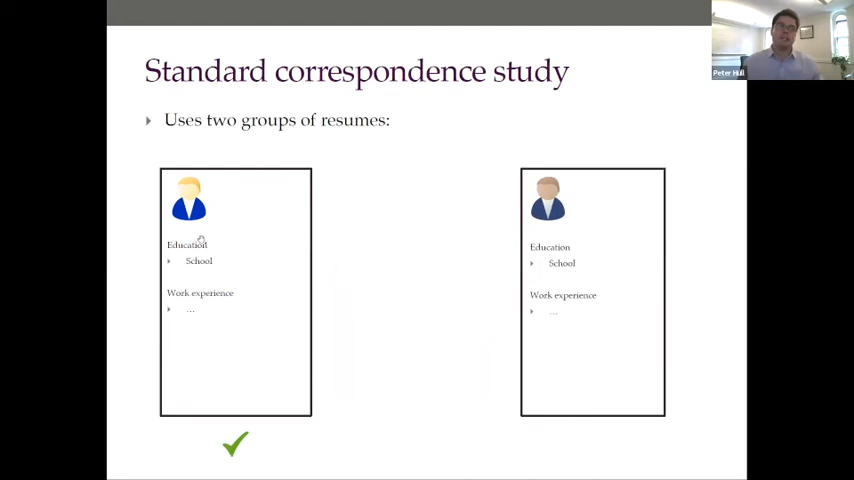 Peter Hull
Standard correspondence study
Uses two groups of resumes:
Education
School
Work experience
...
Education
School
Work experience
...